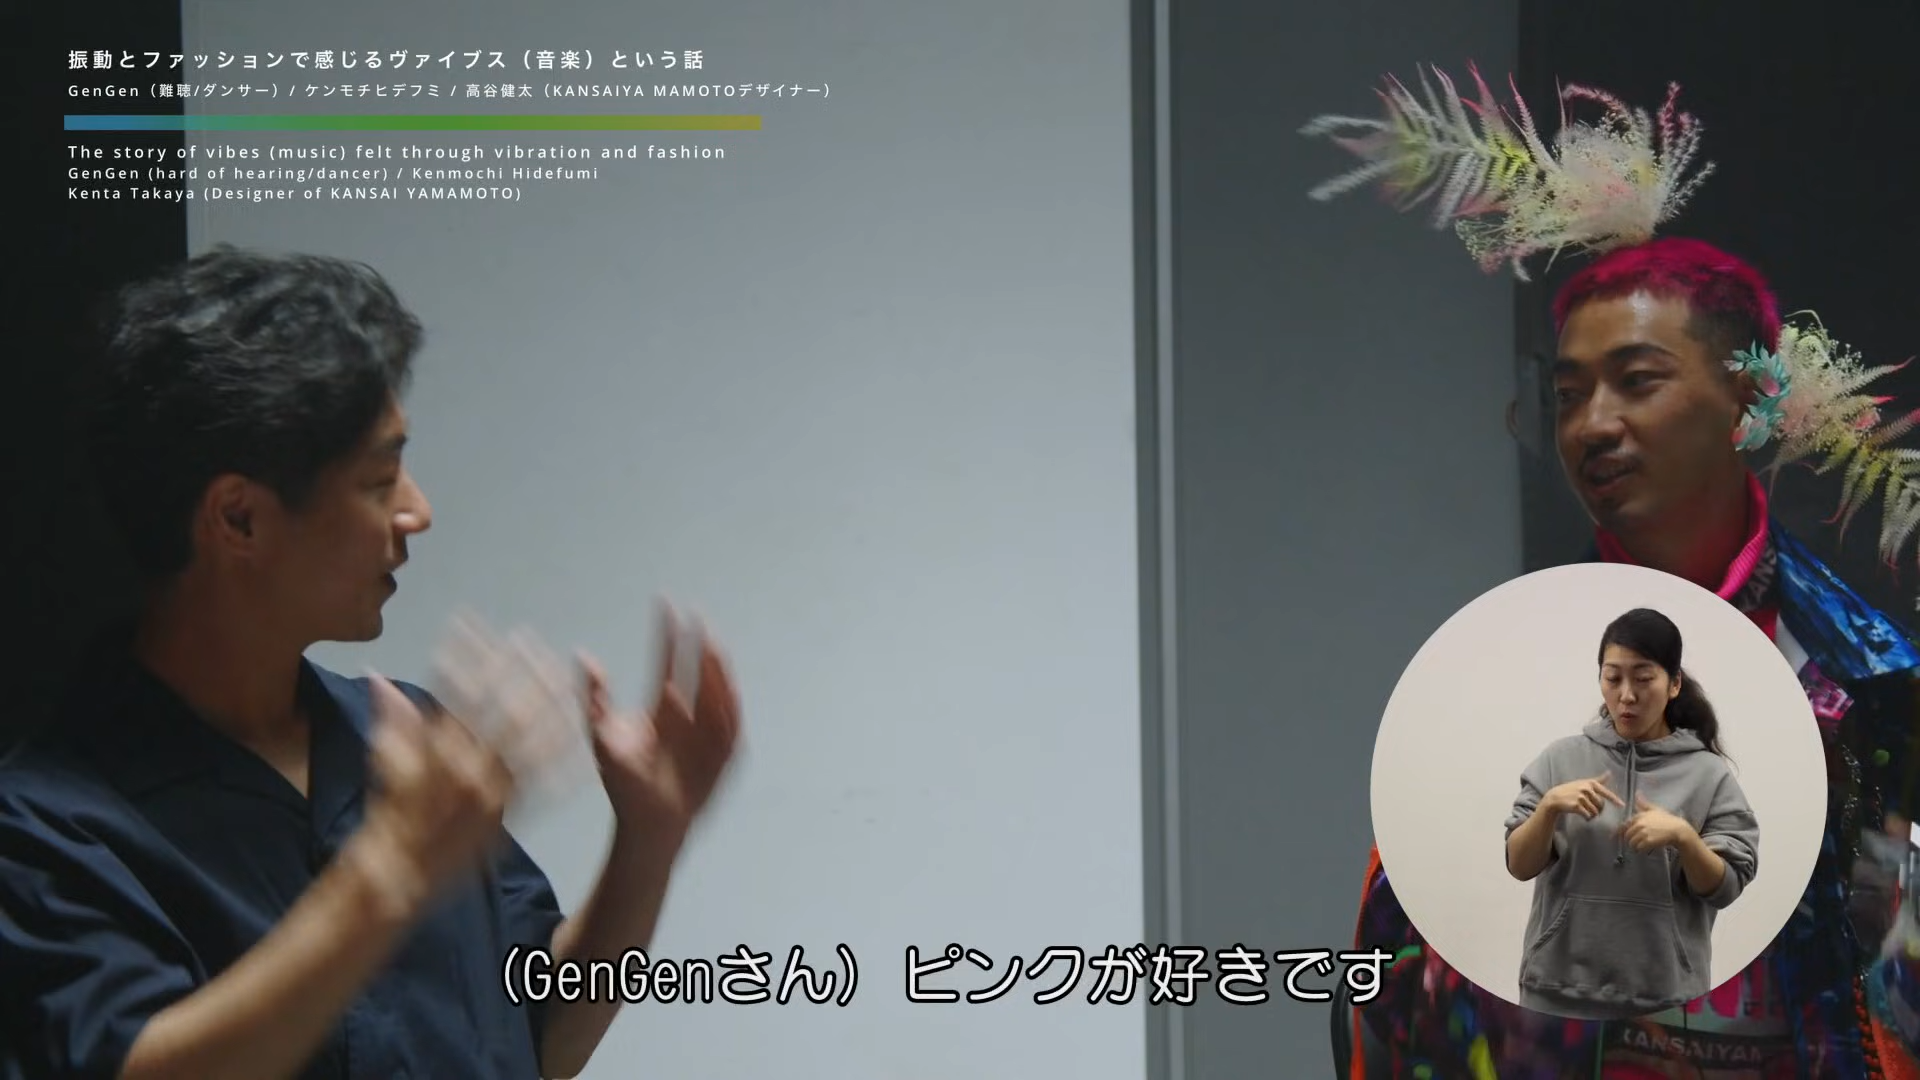 振動とファッションで感じるヴァイブス（音楽）という話
GenGen（難聴/ダンサー）/ ケンモチヒデフミ / 高谷健太（KANSAIYA MAMOTOデザイナー）
The story of vibes (music) felt through vibration and fashion
GenGen (hard of hearing/dancer) / Kenmochi Hidefumi
Kenta Takaya (Designer of KANSAI YAMAMOTO)
KANS
(GenGenさん) ピンクが好きです
KANSAIYAM